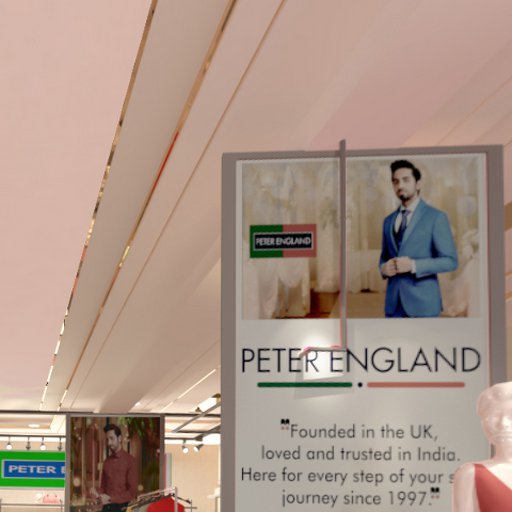 PETER ENGLAND
PETER ENGLAND
"Founded in the UK,
loved and trusted in India.
Here for every step of your
journey since 1997."
PETER